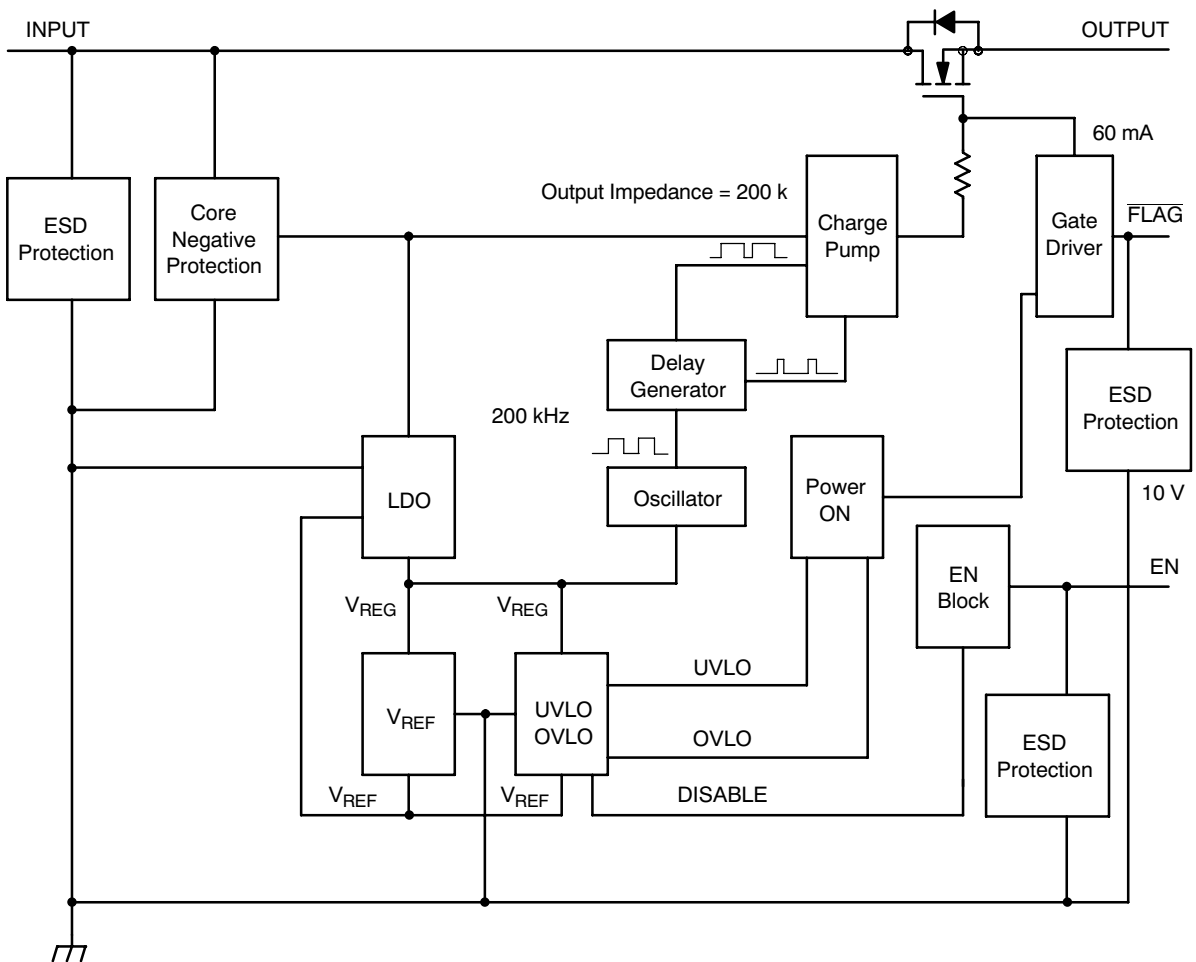 INPUT
OUTPUT
60 mA
ESD
Protection
Core
Negative
Protection
Output Impedance = 200 k
Charge
Pump
Gate
Driver
FLAG
Delay
Generator
ESD
Protection
200 kHz
LDO
Oscillator
Power
ON
10 V
EN
Block
EN
VREG
VREG
VREF
UVLO
OVLO
UVLO
OVLO
ESD
Protection
VREF
VREF
DISABLE